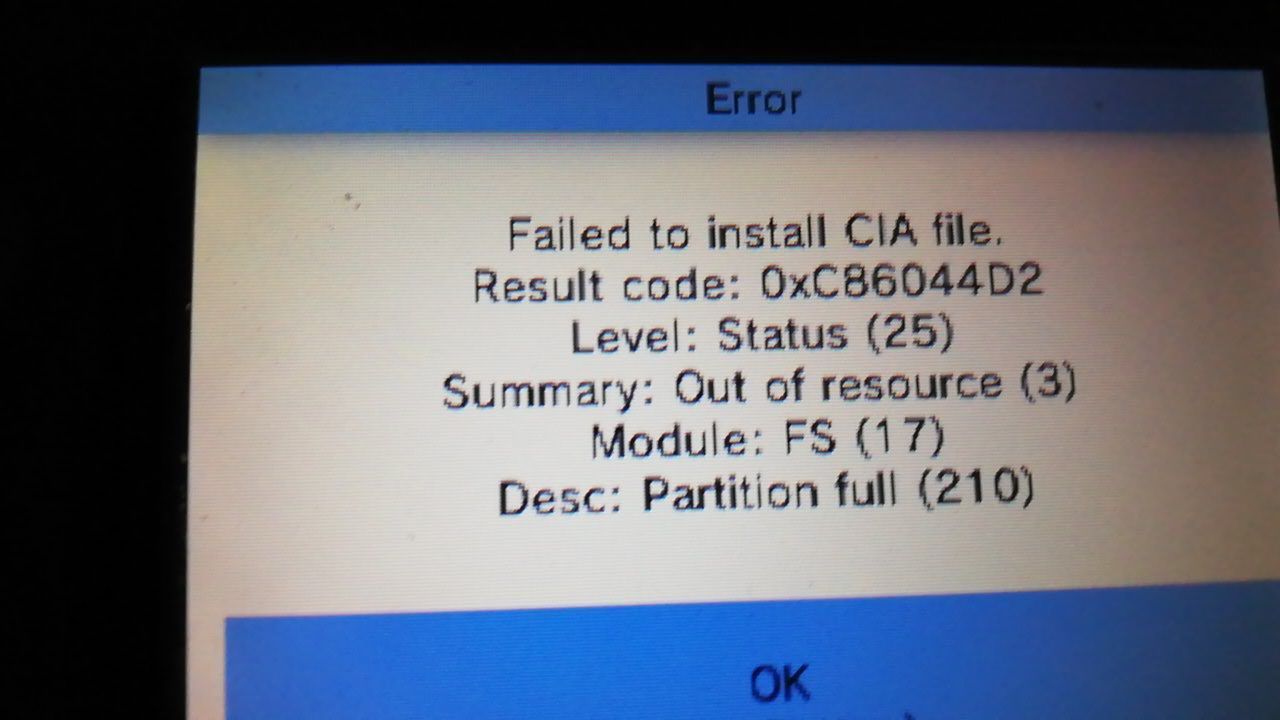 Error
Failed to install CIA file.
Result code: 0xC86044D2
Level: Status (25)
Summary: Out of resource (3)
Module: FS (17)
Desc: Partition full (210)
OK